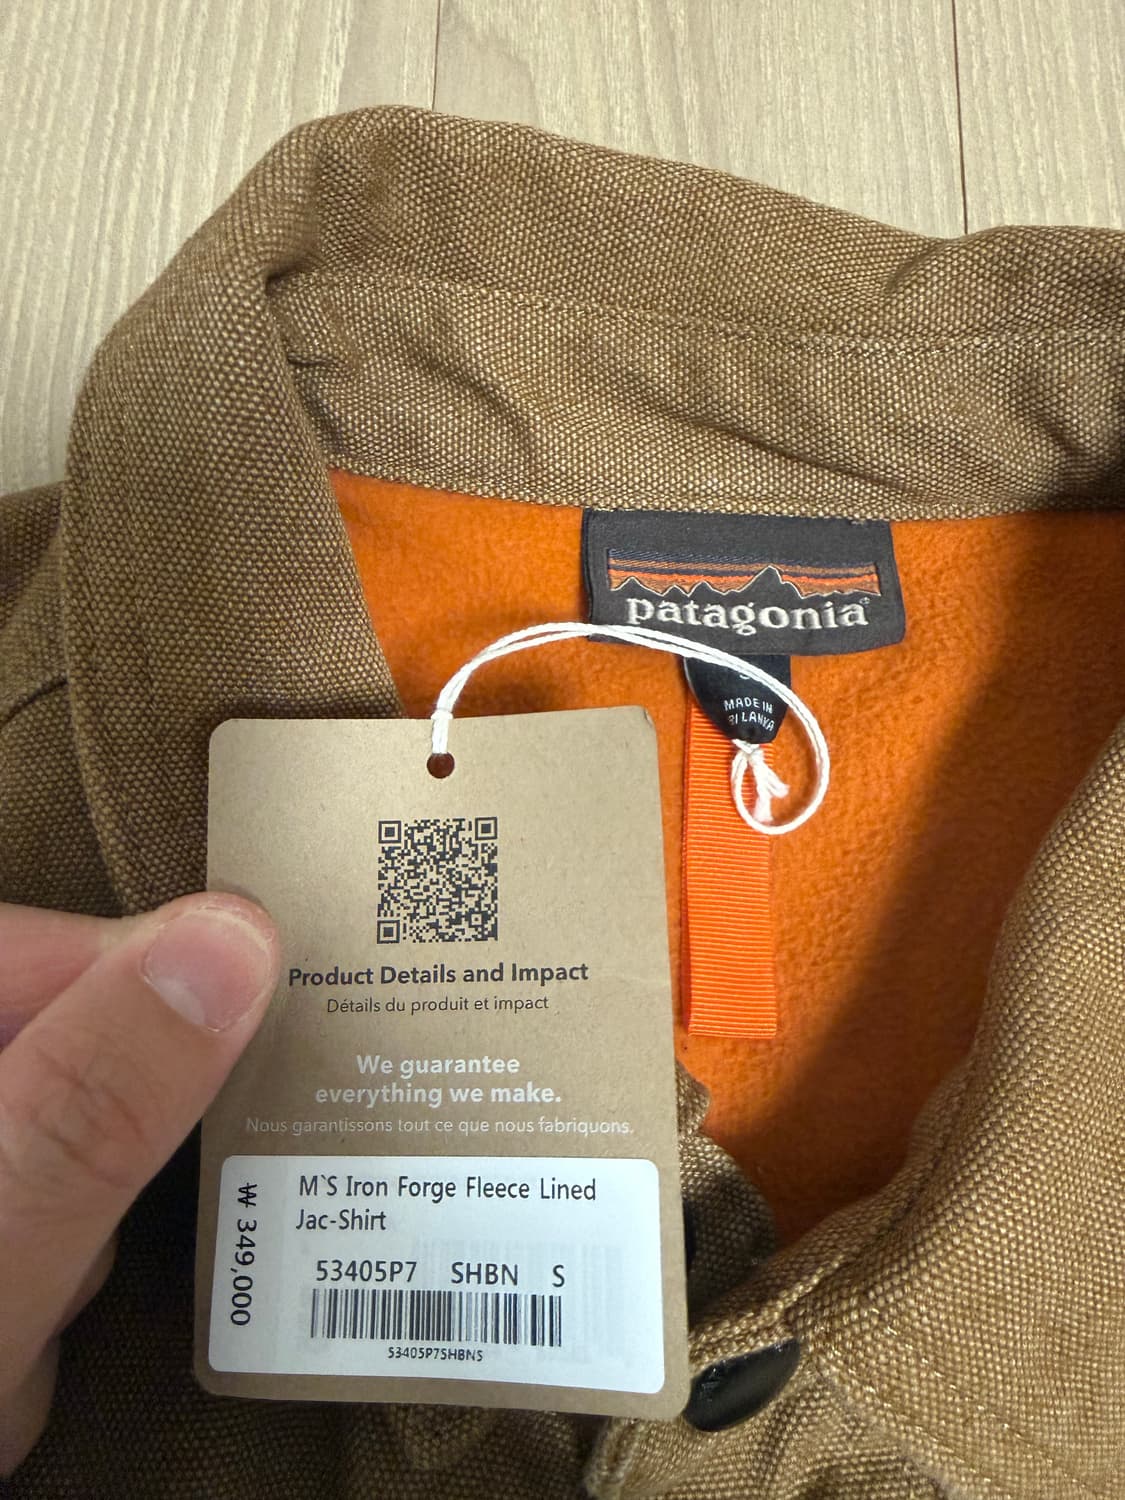 patagonia®
MADE IN
LANKA
Product Details and Impact
Détails du produit et impact
We guarantee
everything we make.
Nous garantissons tout ce que nous fabriquons.
₩ 349,000
M`S Iron Forge Fleece Lined
Jac-Shirt
53405P7 SHBN S
53405P7SHBNS